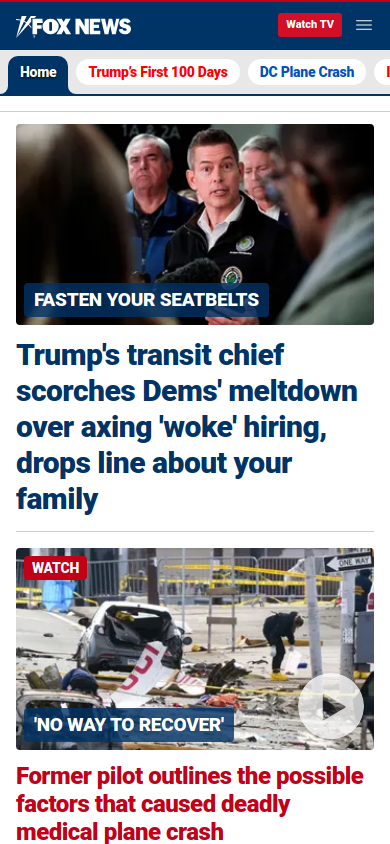 FOX NEWS
Watch TV
Home
Trump's First 100 Days
DC Plane Crash
FASTEN YOUR SEATBELTS
Trump's transit chief
scorches Dems' meltdown
over axing 'woke' hiring,
drops line about your
family
WATCH
ONE WAY
'NO WAY TO RECOVER'
Former pilot outlines the possible
factors that caused deadly
medical plane crash